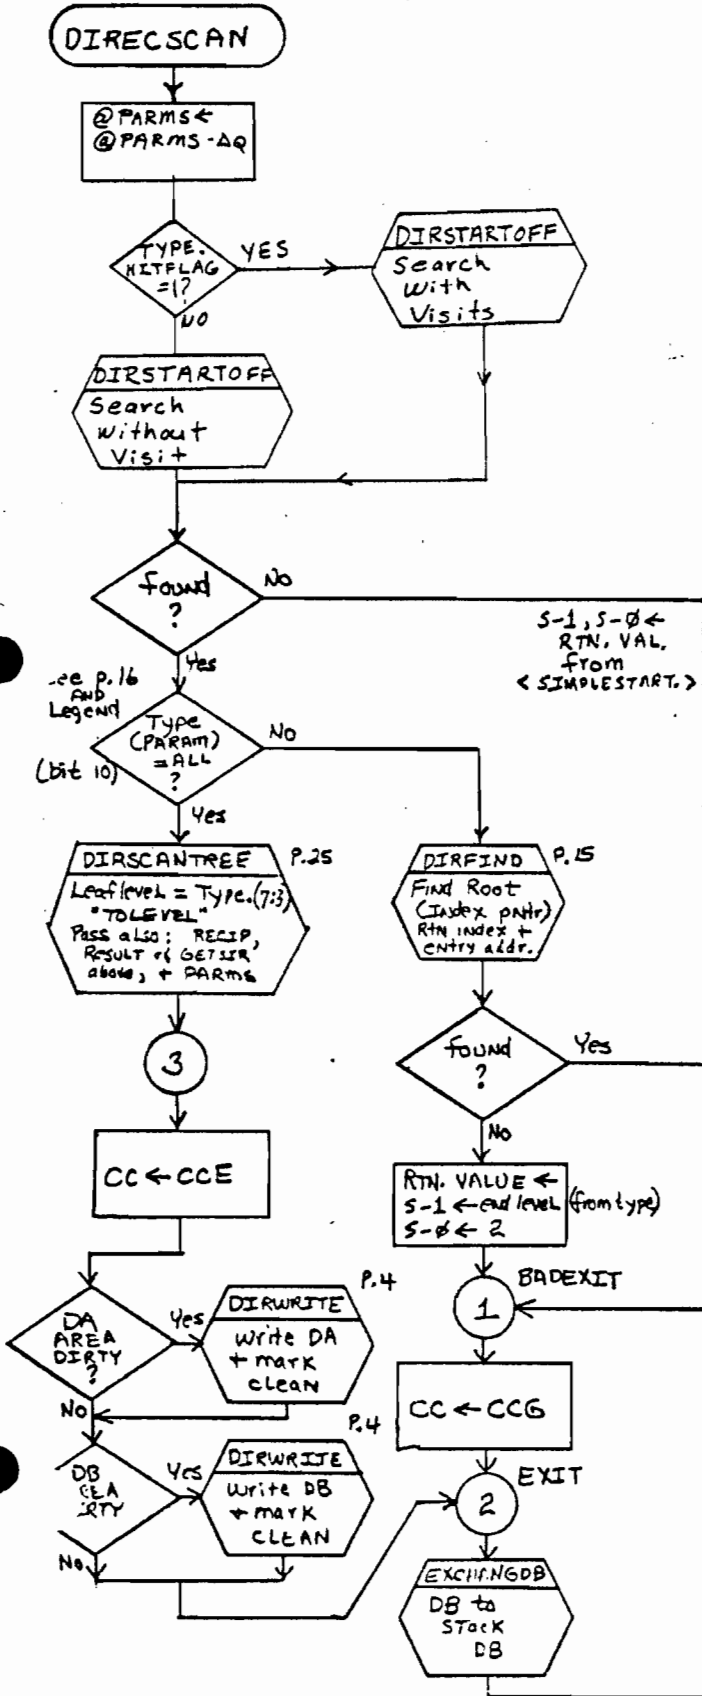 DIRECSCAN
@PARMS←
@PARMS-ΔQ
TYPE.
HITFLAG
=1?
YES
NO
DIRSTARTOFF
Search
With
Visits
DIRSTARTOFF
Search
Without
Visit
found
?
No
Yes
S-1, S-Ø←
RTN. VAL.
from
<SIMPLESTART.>
see p.16
AND
Legend
(bit 10)
Type
(PARAM)
=ALL
?
No
Yes
DIRSCANTREE
P.25
Leaf level = Type.(7:3)
"TOLEVEL"
Pass also: RECIP,
RESULT of GETSIR
above, + PARMS
DIRFIND
P.15
Find Root
(Index pntr)
Rtn index +
entry addr.
3
found
?
Yes
No
CC←CCE
RTN. VALUE←
S-1←end level (from type)
S-Ø← 2
BADEXIT
1
DA
AREA
DIRTY
?
Yes
No
P.4
DIRWRITE
Write DA
+ mark
clean
CC←CCG
P.4
DB
Yes
No
DIRWRITE
Write DB
+ mark
CLEAN
EXIT
2
DB to
Stack
DB